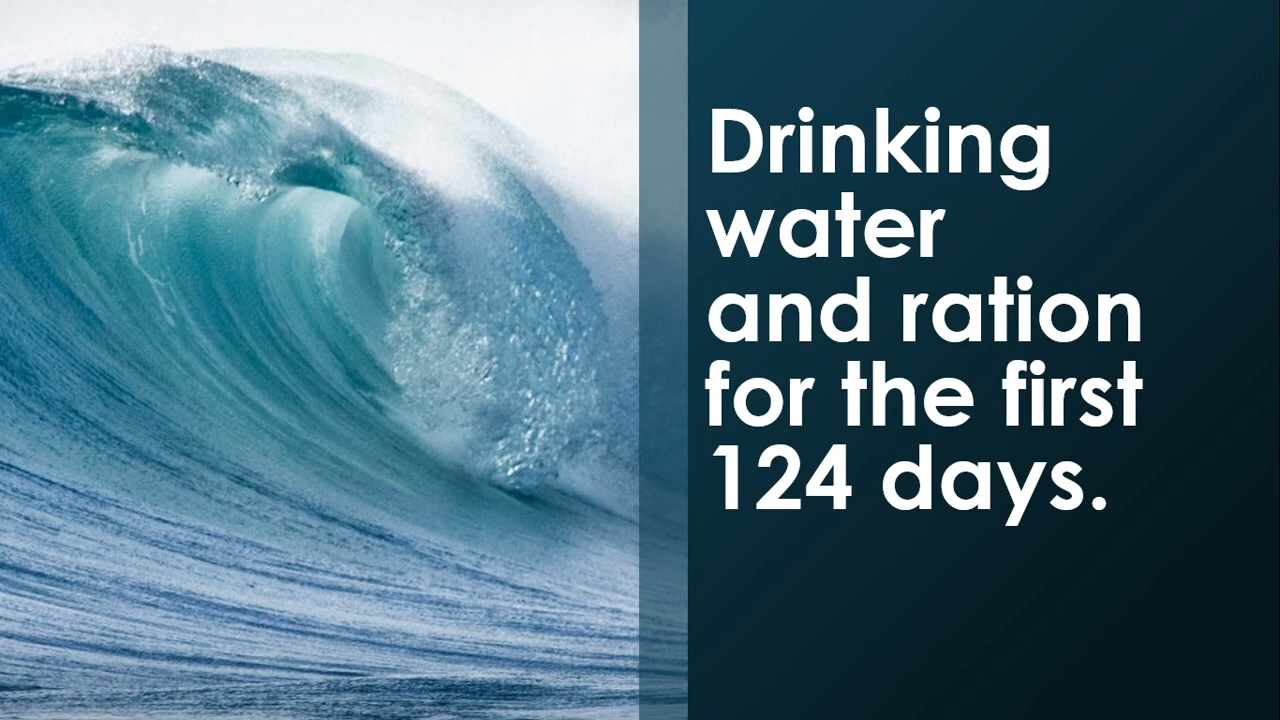 Drinking
water
and ration
for the first
124 days.